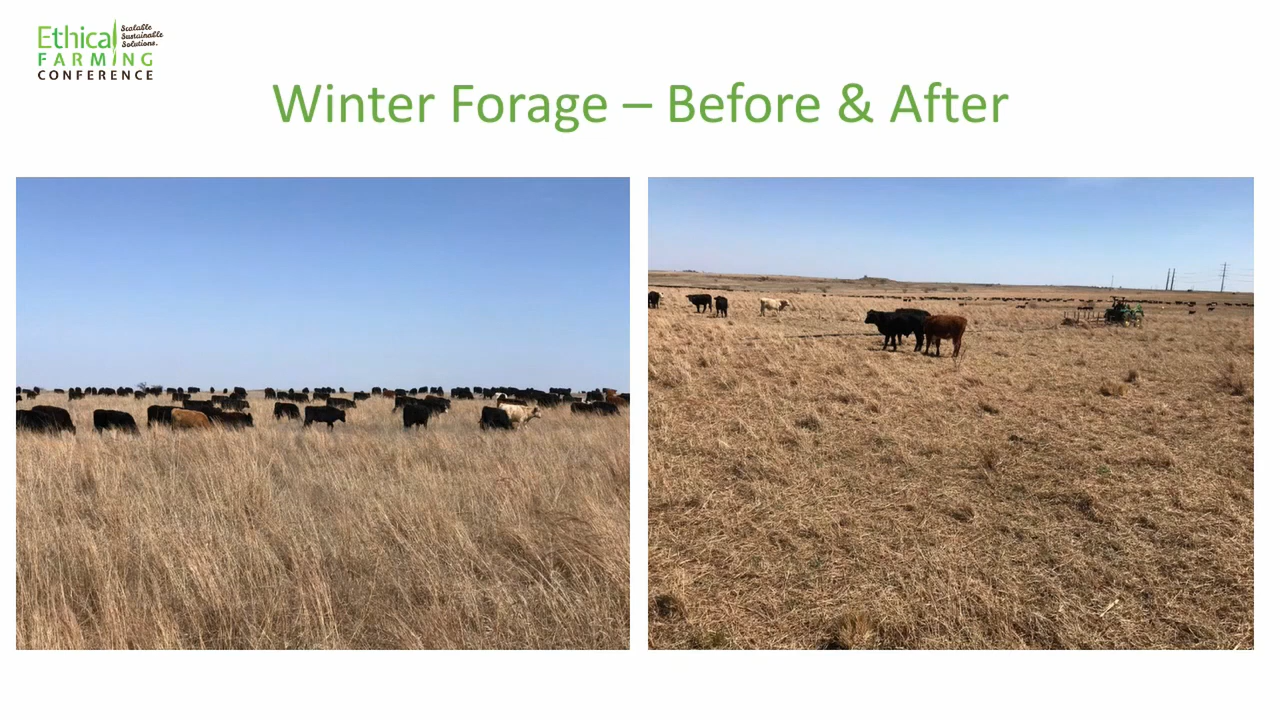 Ethical
Scalable
Sustainable
Solutions.
FARMING
CONFERENCE
Winter Forage – Before & After